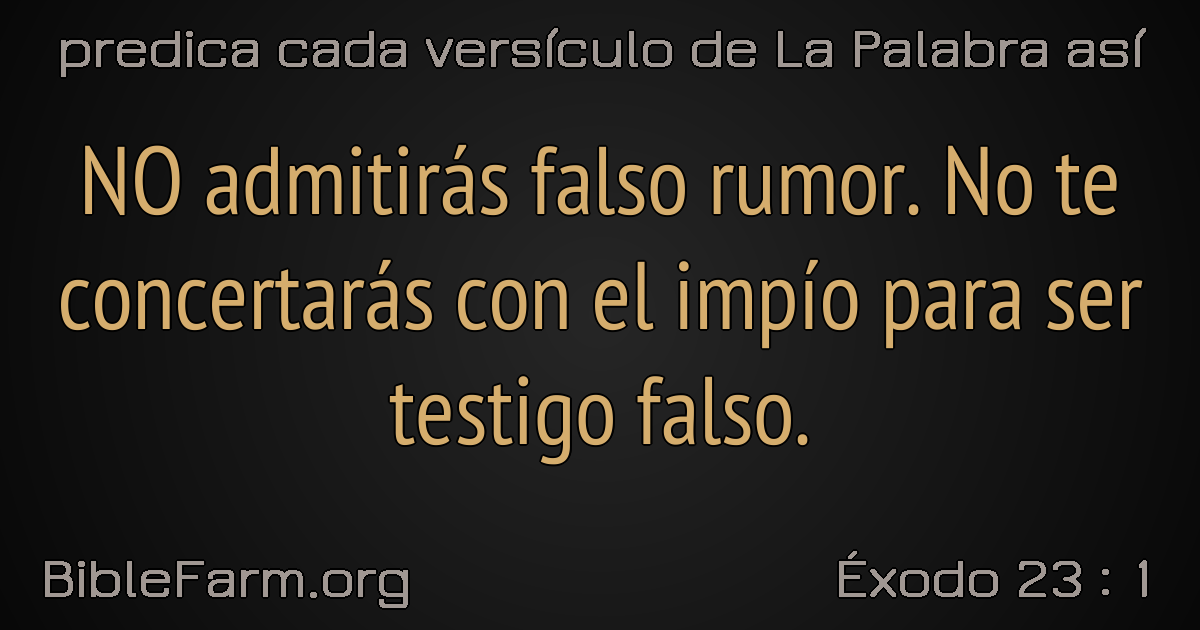 predica cada versículo de La Palabra así
NO admitirás falso rumor. No te
concertarás con el impío para ser
testigo falso.
BibleFarm.org
Éxodo 23 : 1